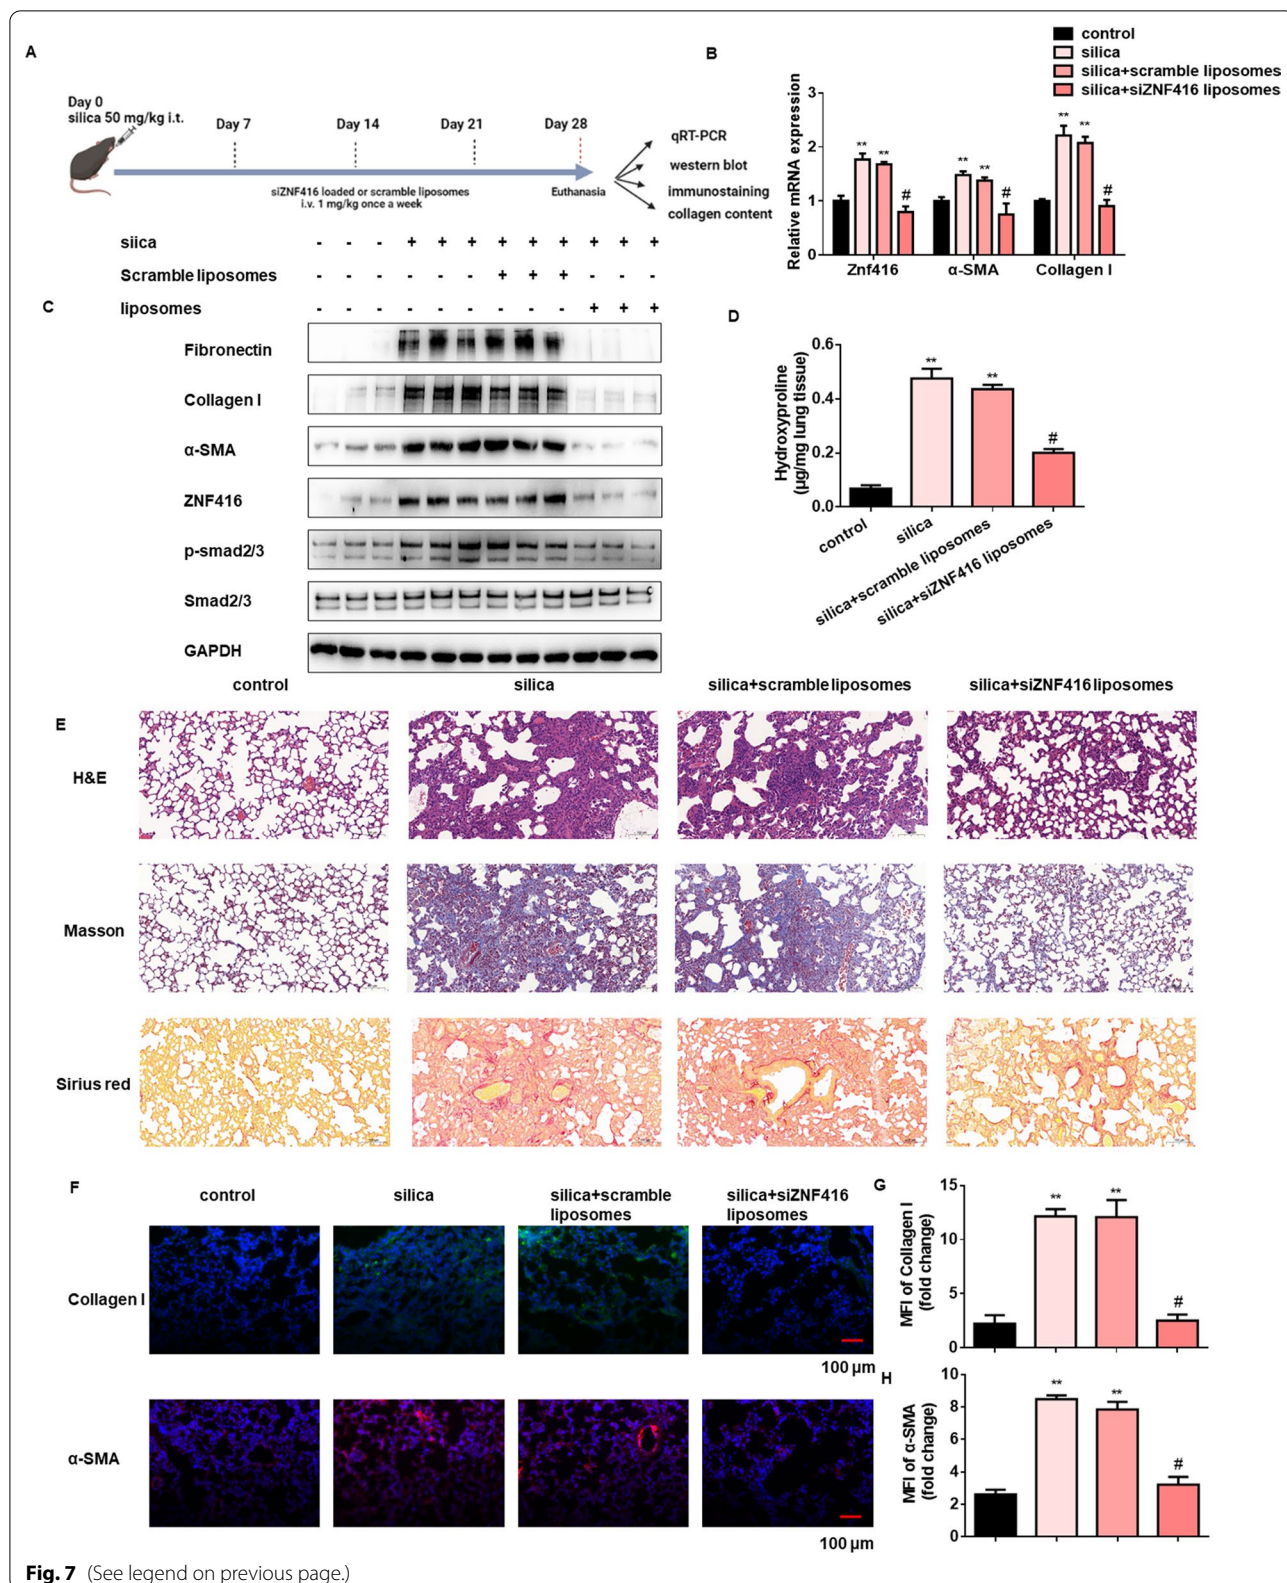 A
Day 0
silica 50 mg/kg i.t.
Day 7
Day 14
Day 21
Day 28
siZNF416 loaded or scramble liposomes
i.v. 1 mg/kg once a week
Euthanasia
qRT-PCR
western blot
immunostaining
collagen content
B
control
silica
silica+scramble liposomes
silica+siZNF416 liposomes
Relative mRNA expression
3
2
1
0
** ** #
** ** #
** ** #
Znf416 α-SMA Collagen I
C
siica - - - + + + + + + + + +
Scramble liposomes - - - - - - + + + - - -
liposomes - - - - - - - - - + + +
Fibronectin
Collagen I
α-SMA
ZNF416
p-smad2/3
Smad2/3
GAPDH
D
Hydroxyproline
(μg/mg lung tissue)
0.6
0.4
0.2
0.0
** ** #
control
silica
silica+scramble liposomes
silica+siZNF416 liposomes
control silica silica+scramble liposomes silica+siZNF416 liposomes
E
H&E
Masson
Sirius red
F
control silica silica+scramble liposomes silica+siZNF416 liposomes
Collagen I
100 μm
α-SMA
100 μm
G
MFI of Collagen I
(fold change)
15
10
5
0
** ** #
H
MFI of α-SMA
(fold change)
10
8
6
4
2
0
** ** #
Fig. 7 (See legend on previous page.)